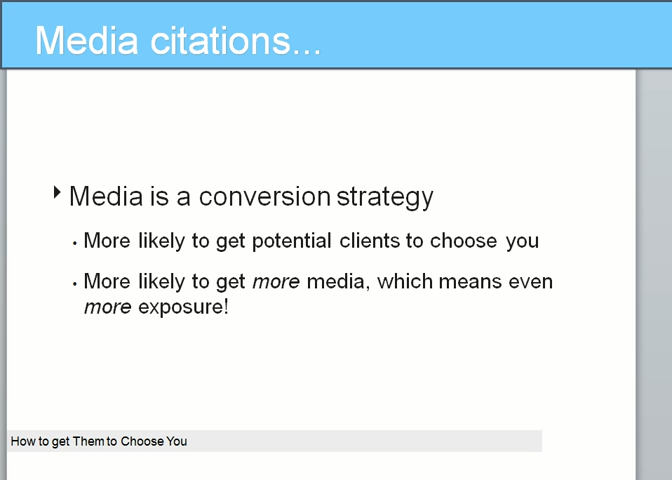 Media citations...
Media is a conversion strategy
• More likely to get potential clients to choose you
• More likely to get more media, which means even
more exposure!
How to get Them to Choose You